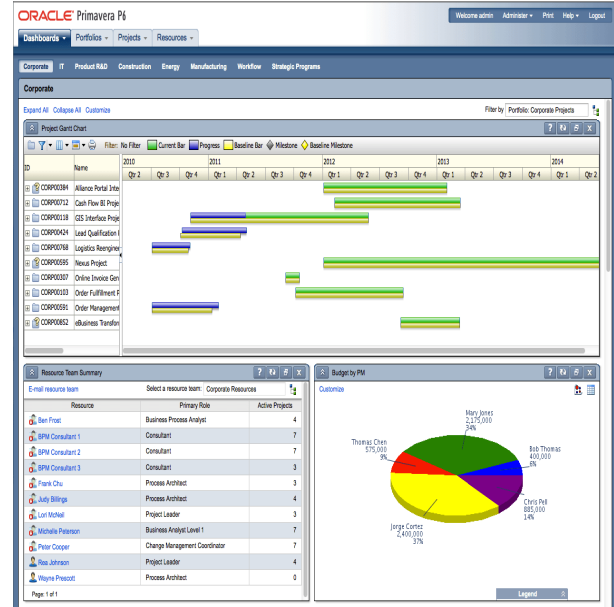 ORACLE Primavera P6
Welcome admin Administer Print Help Logout
Dashboards Portfolios Projects Resources
Corporate IT Product R&D Construction Energy Manufacturing Workflow Strategic Programs
Corporate
Expand All Collapse All Customize Filter by Portfolio: Corporate Projects
Project Gantt Chart
Filter: No Filter Current Bar Progress Baseline Bar Milestone Baseline Milestone
2010 2011 2012 2013 2014
ID Name Qtr 2 Qtr 3 Qtr 4 Qtr 1 Qtr 2 Qtr 3 Qtr 4 Qtr 1 Qtr 2 Qtr 3 Qtr 4 Qtr 1 Qtr 2 Qtr 3 Qtr 4 Qtr 1 Qtr 2
CORP00384 Alliance Portal Inte
CORP00712 Cash Flow BI Proje
CORP00118 GIS Interface Proje
CORP00424 Lead Qualification
CORP00768 Logistics Reengineer
CORP00595 Nexus Project
CORP00307 Online Invoice Gen
CORP00103 Order Fullfillment P
CORP00591 Order Management
CORP00852 eBusiness Transfor
Resource Team Summary
E-mail resource team Select a resource team: Corporate Resources
Resource Primary Role Active Projects
Ben Frost Business Process Analyst 4
BPM Consultant 1 Consultant 7
BPM Consultant 2 Consultant 7
BPM Consultant 3 Consultant 3
Frank Chu Process Architect 3
Judy Billings Process Architect 4
Lori McNeil Project Leader 3
Michelle Peterson Business Analyst Level 1 7
Peter Cooper Change Management Coordinator 7
Rea Johnson Project Leader 4
Wayne Prescott Process Architect 0
Page: 1 of 1
Budget by PM
Customize
Mary Jones
2,175,000
34%
Thomas Chen
575,000
9%
Bob Thomas
400,000
6%
Chris Pell
885,000
14%
Jorge Cortez
2,400,000
37%
Legend